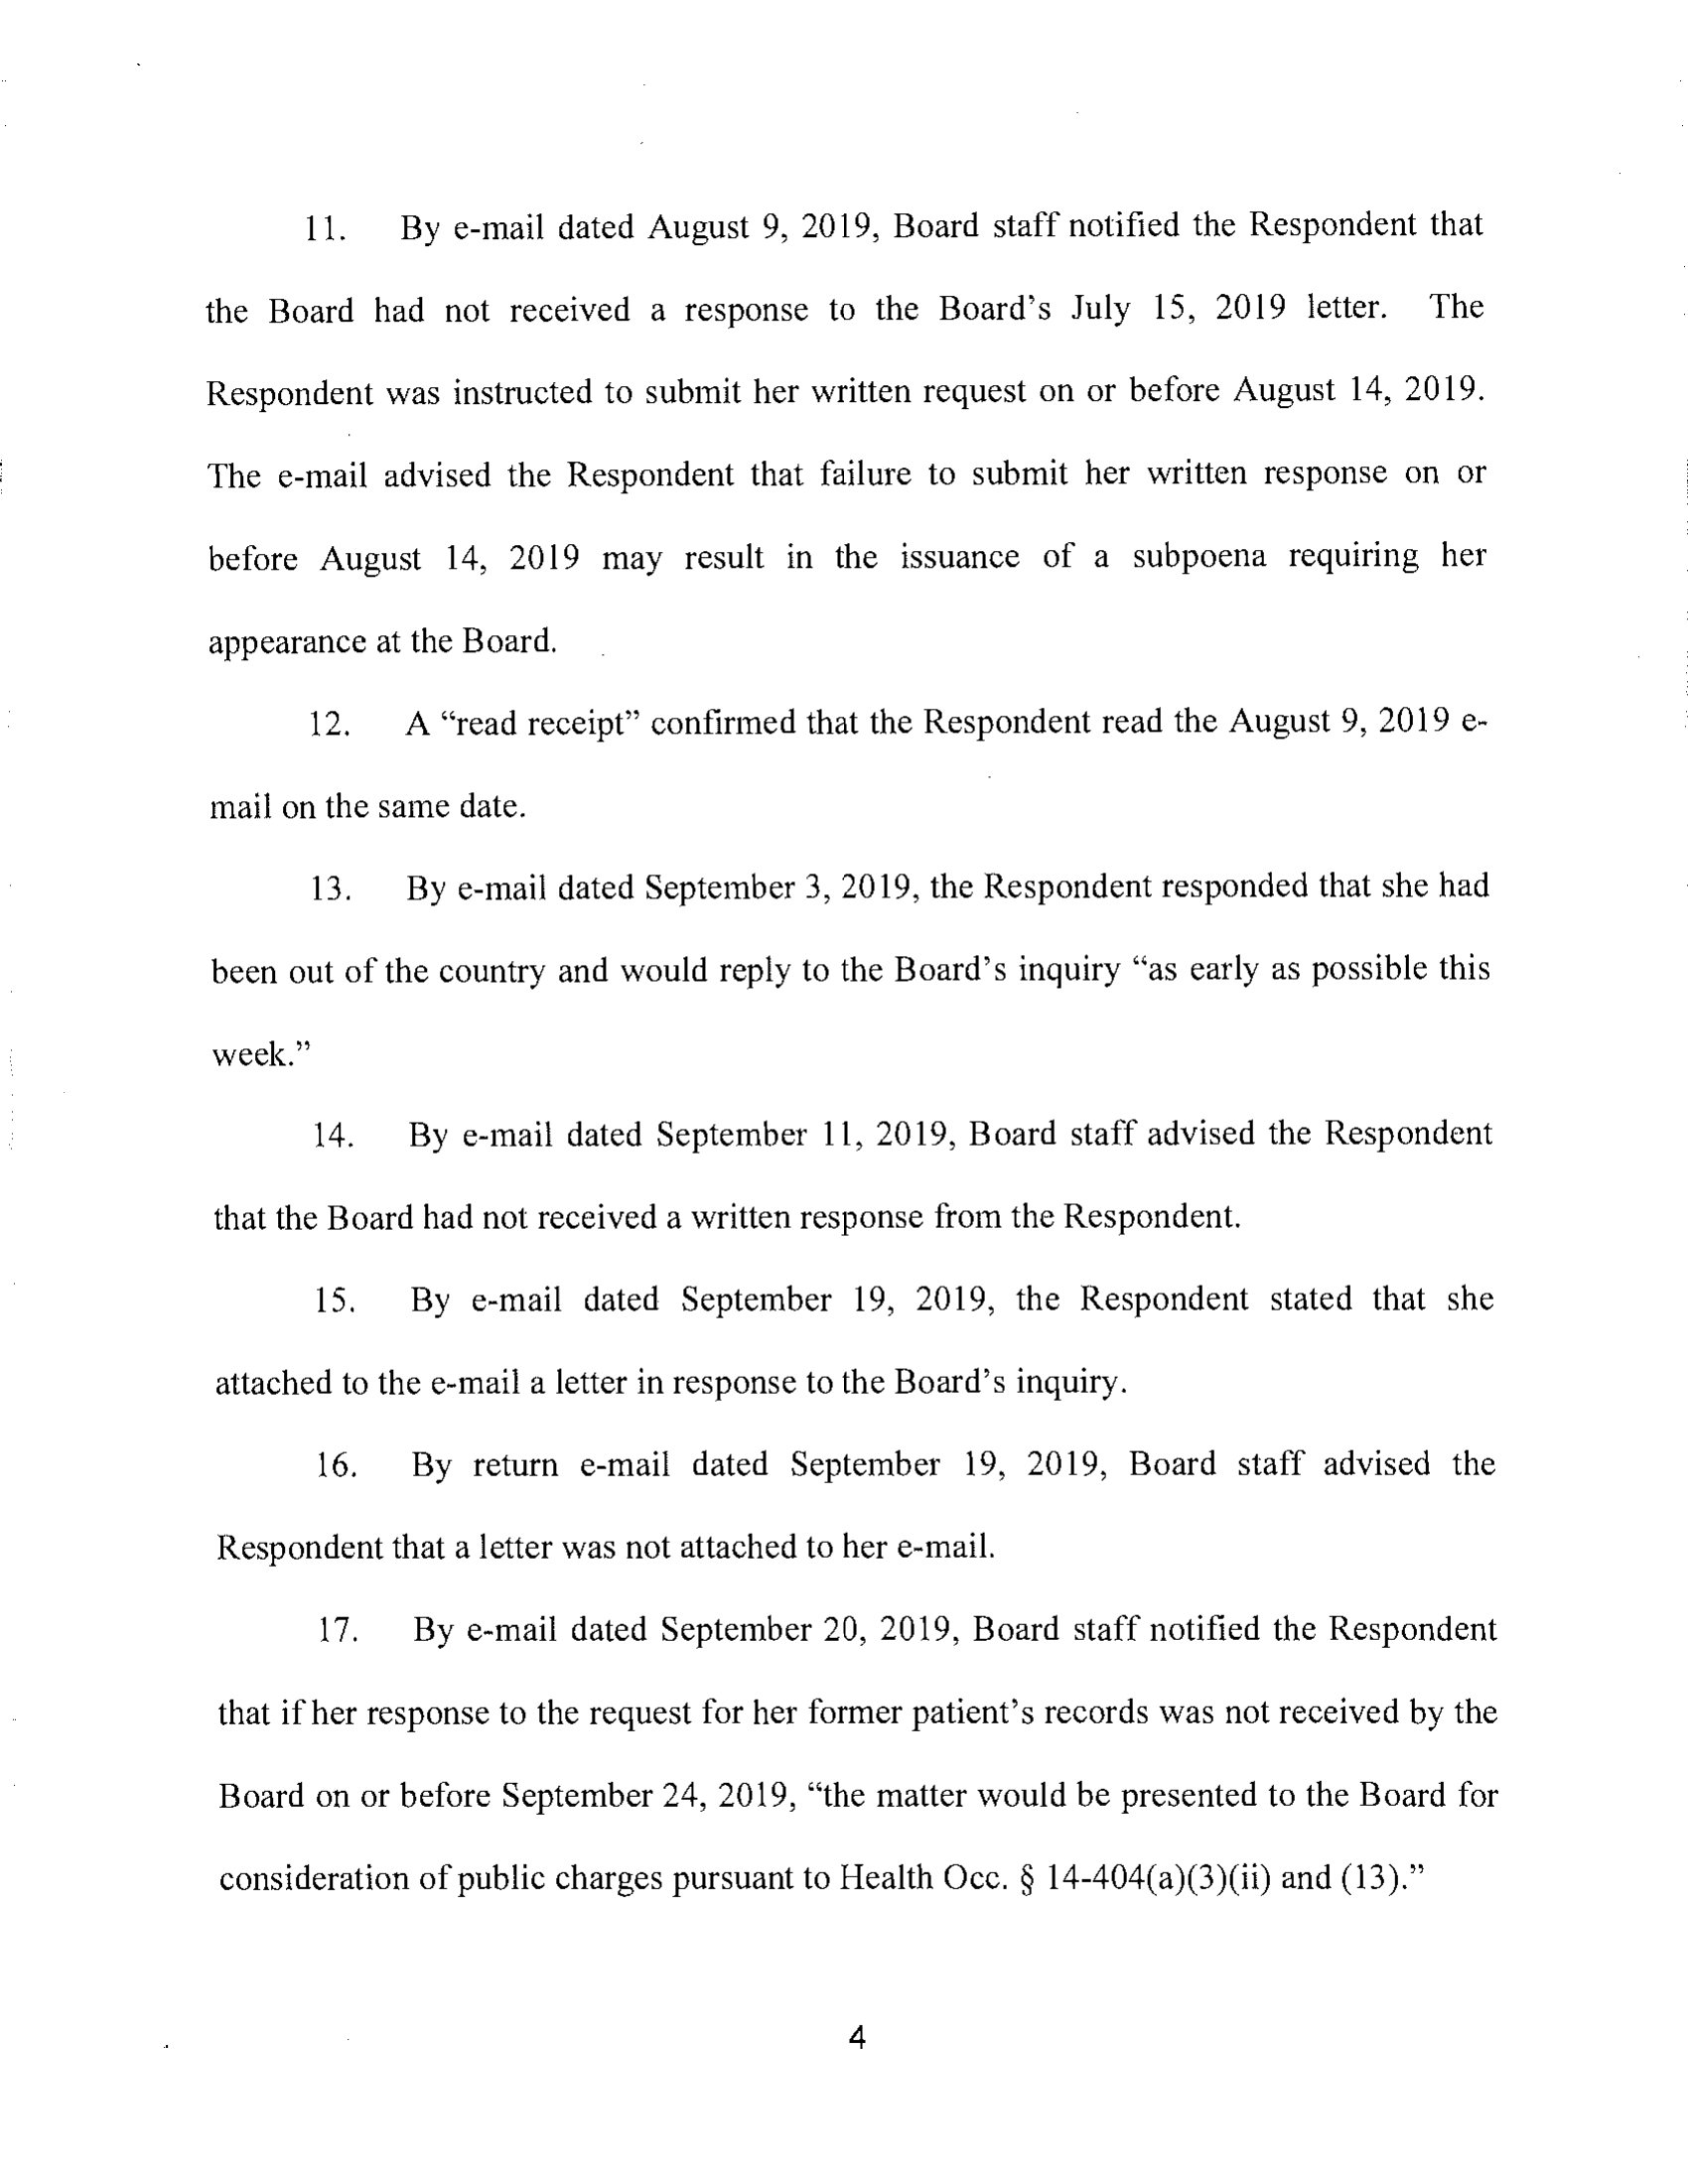 11. By e-mail dated August 9, 2019, Board staff notified the Respondent that
the Board had not received a response to the Board's July 15, 2019 letter. The
Respondent was instructed to submit her written request on or before August 14, 2019.
The e-mail advised the Respondent that failure to submit her written response on or
before August 14, 2019 may result in the issuance of a subpoena requiring her
appearance at the Board.
12. A “read receipt” confirmed that the Respondent read the August 9, 2019 e-
mail on the same date.
13. By e-mail dated September 3, 2019, the Respondent responded that she had
been out of the country and would reply to the Board's inquiry “as early as possible this
week.”
14. By e-mail dated September 11, 2019, Board staff advised the Respondent
that the Board had not received a written response from the Respondent.
15. By e-mail dated September 19, 2019, the Respondent stated that she
attached to the e-mail a letter in response to the Board's inquiry.
16. By return e-mail dated September 19, 2019, Board staff advised the
Respondent that a letter was not attached to her e-mail.
17. By e-mail dated September 20, 2019, Board staff notified the Respondent
that if her response to the request for her former patient's records was not received by the
Board on or before September 24, 2019, “the matter would be presented to the Board for
consideration of public charges pursuant to Health Occ. § 14-404(a)(3)(ii) and (13).”
4